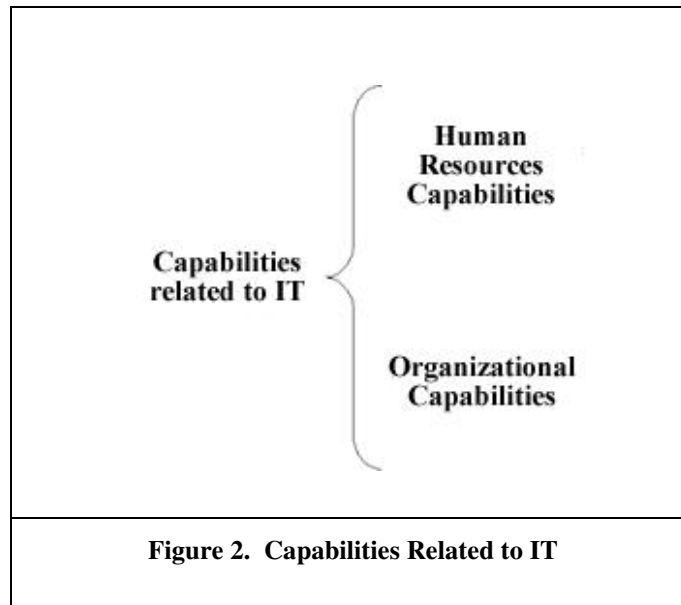 Human
Resources
Capabilities
Capabilities
related to IT
Organizational
Capabilities
Figure 2. Capabilities Related to IT